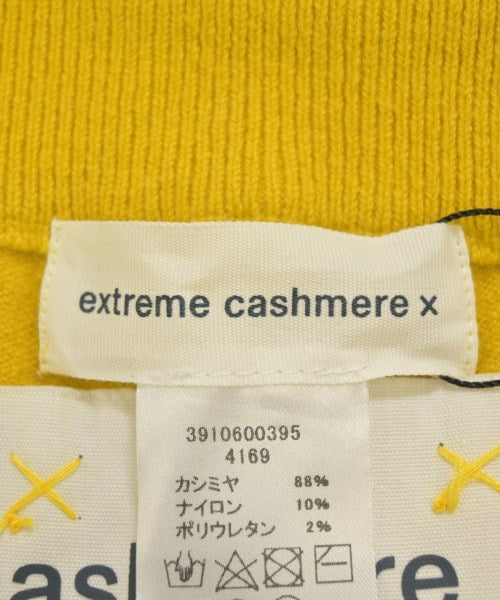 extreme cashmere x
3910600395
4169
カシミヤ 88%
ナイロン 10%
ポリウレタン 2%